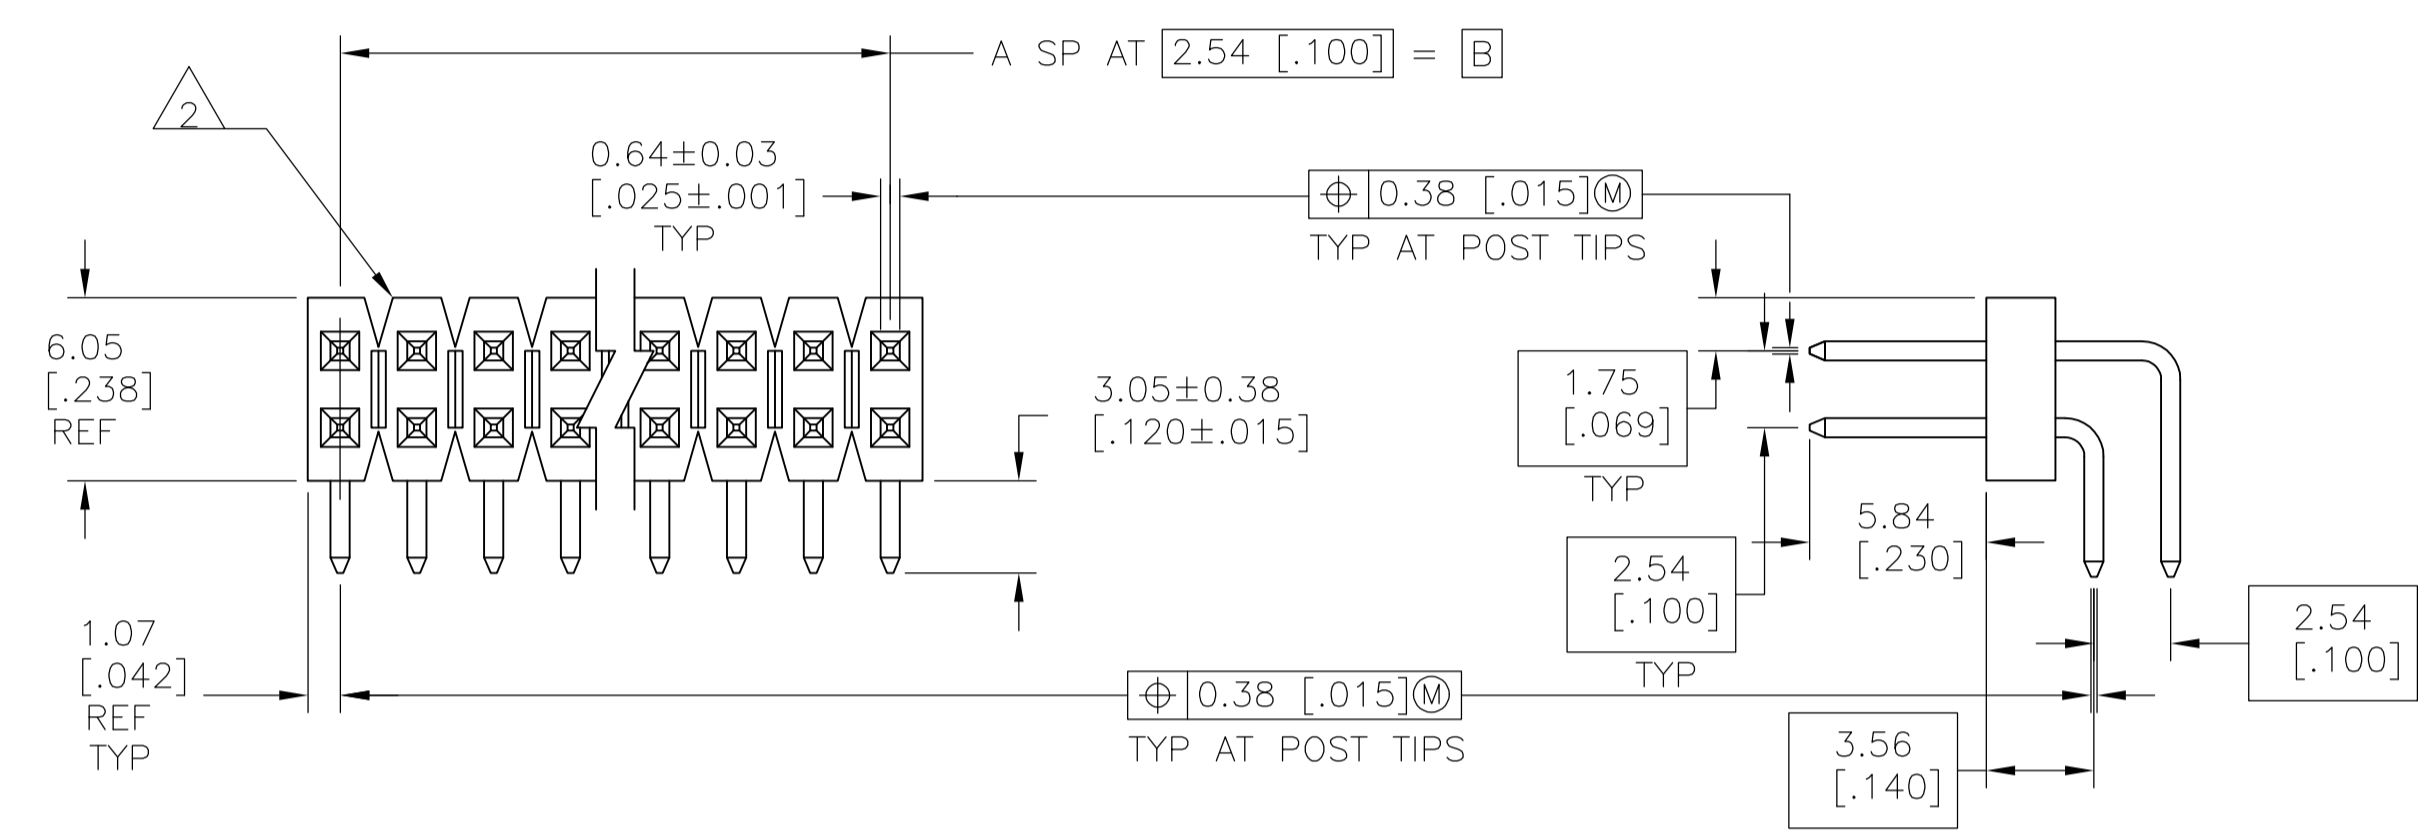 A SP AT 2.54 [.100] = B
2
0.64±0.03
[.025±.001]
TYP
⌖ 0.38 [.015]Ⓜ
TYP AT POST TIPS
6.05
[.238]
REF
3.05±0.38
[.120±.015]
1.75
[.069]
TYP
5.84
[.230]
2.54
[.100]
TYP
2.54
[.100]
1.07
[.042]
REF
TYP
⌖ 0.38 [.015]Ⓜ
TYP AT POST TIPS
3.56
[.140]